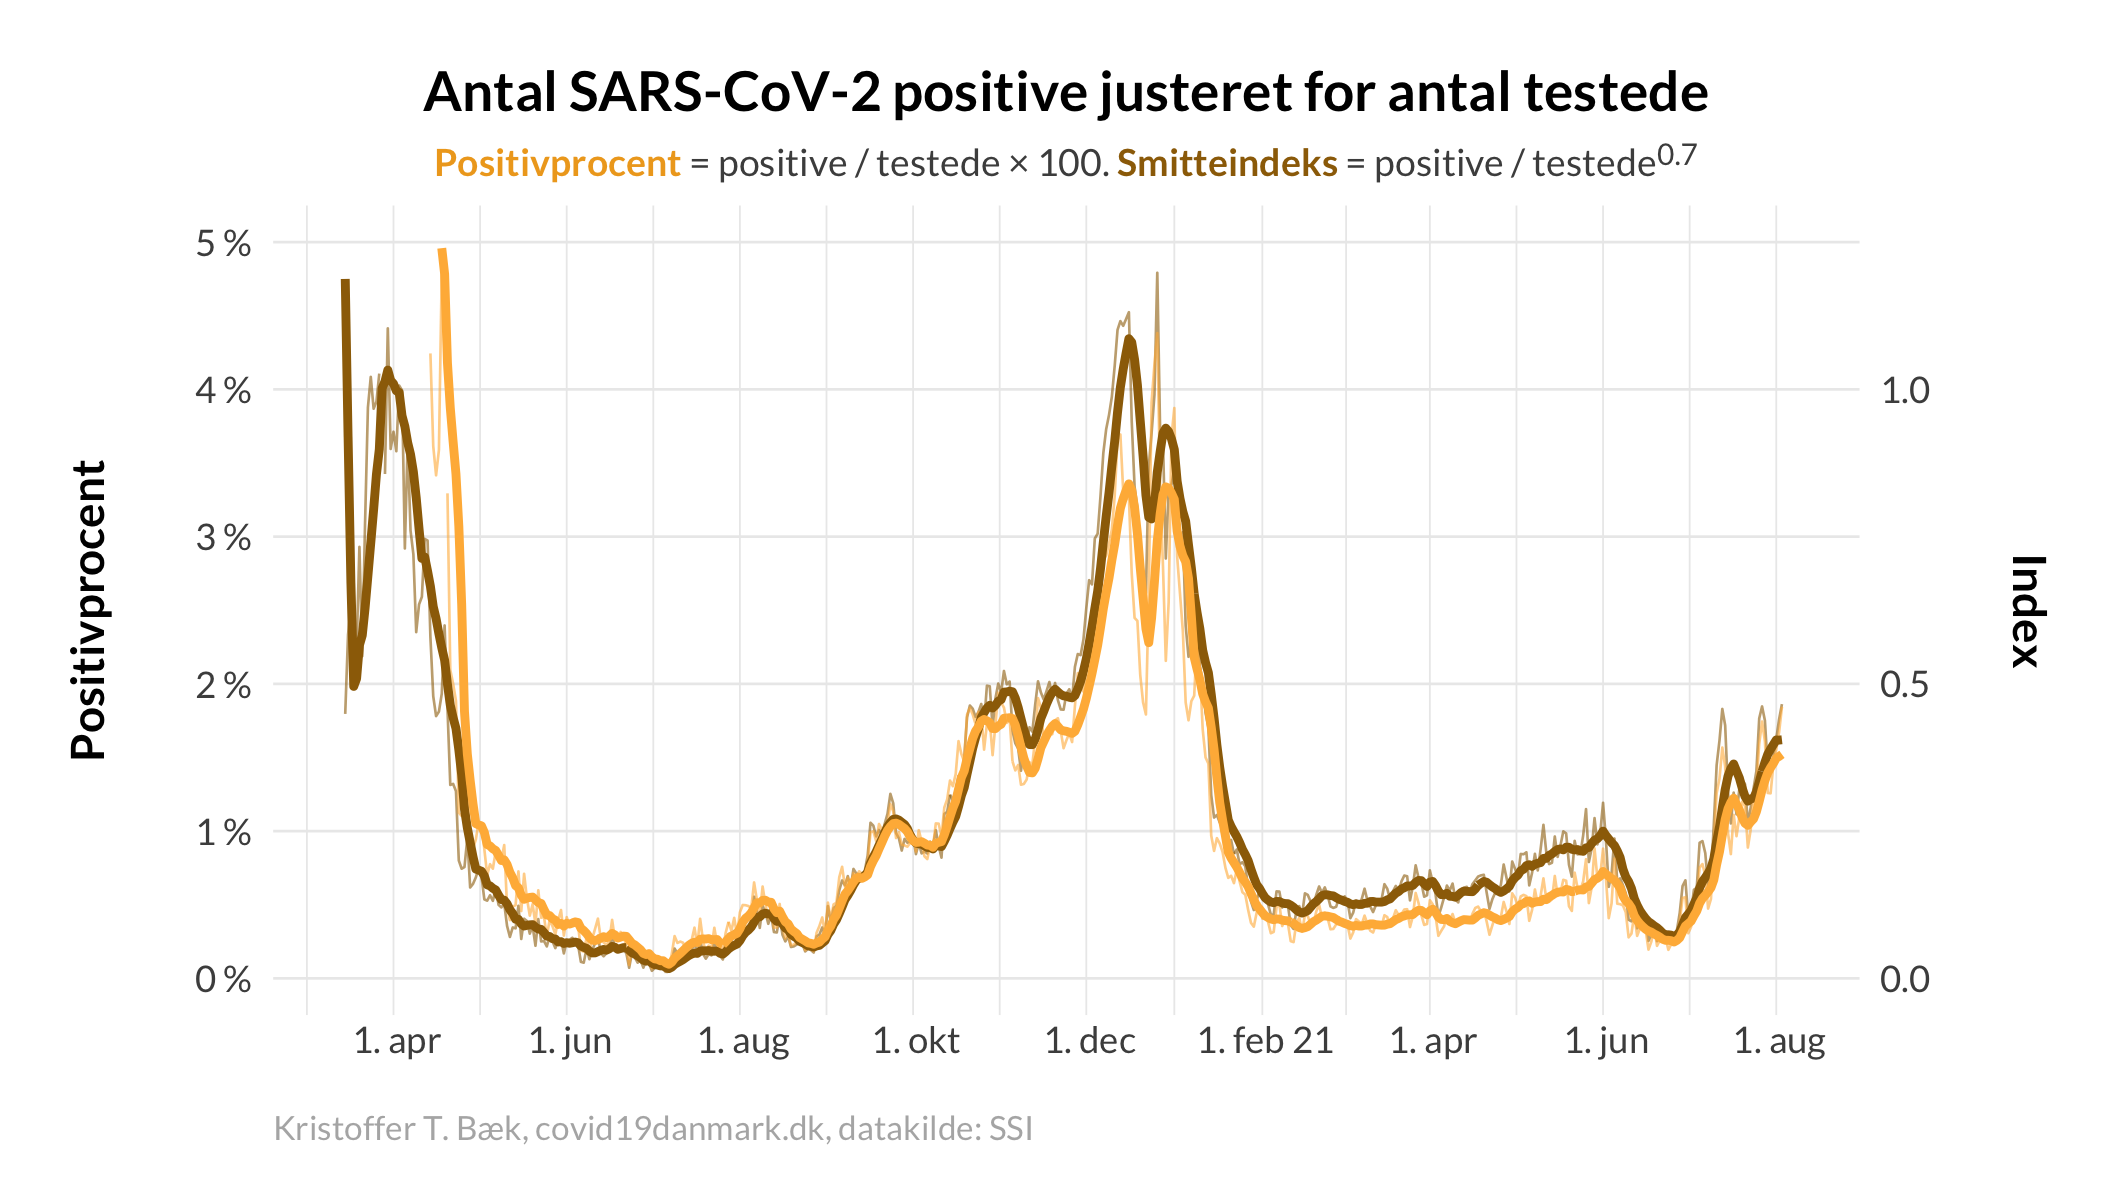 Antal SARS-CoV-2 positive justeret for antal testede
Positivprocent = positive / testede × 100. Smitteindeks = positive / testede^0.7
5 %
4 %
3 %
2 %
1 %
0 %
Positivprocent
1.0
0.5
0.0
Index
1. apr
1. jun
1. aug
1. okt
1. dec
1. feb 21
1. apr
1. jun
1. aug
Kristoffer T. Bæk, covid19danmark.dk, datakilde: SSI